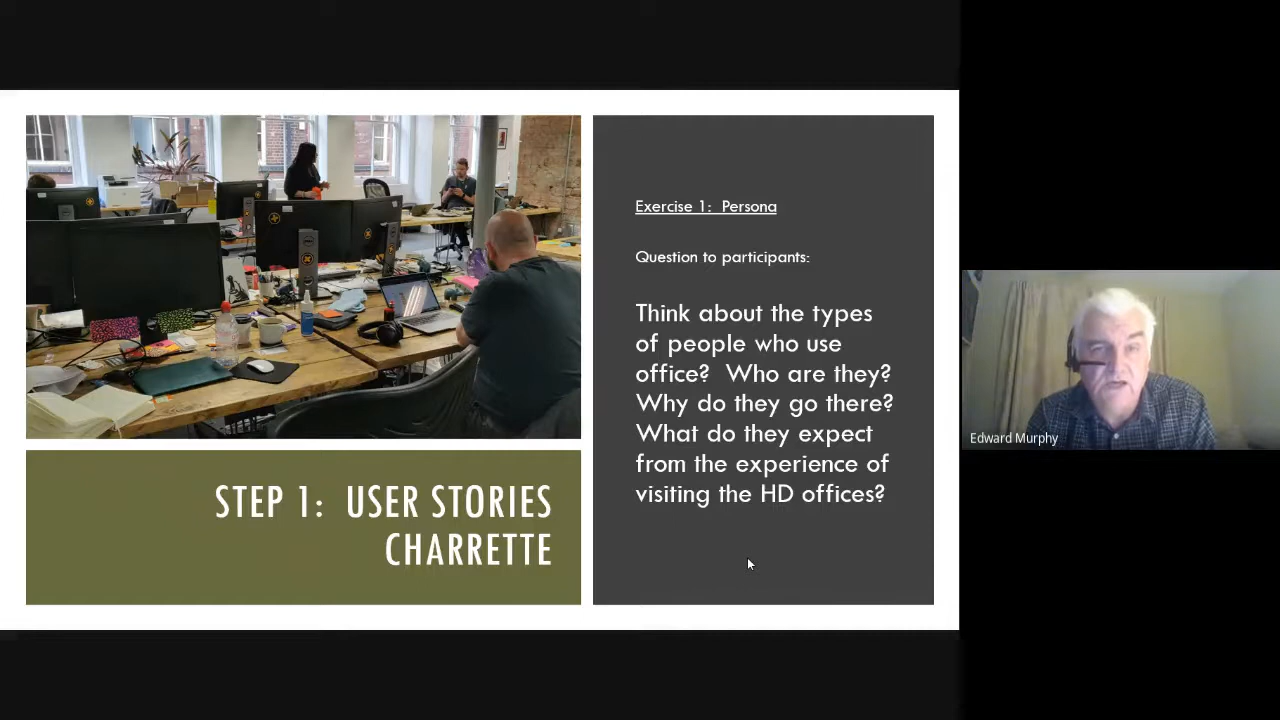 STEP 1:  USER STORIES
CHARRETTE
Exercise 1:  Persona
Question to participants:
Think about the types
of people who use
office?  Who are they?
Why do they go there?
What do they expect
from the experience of
visiting the HD offices?
Edward Murphy